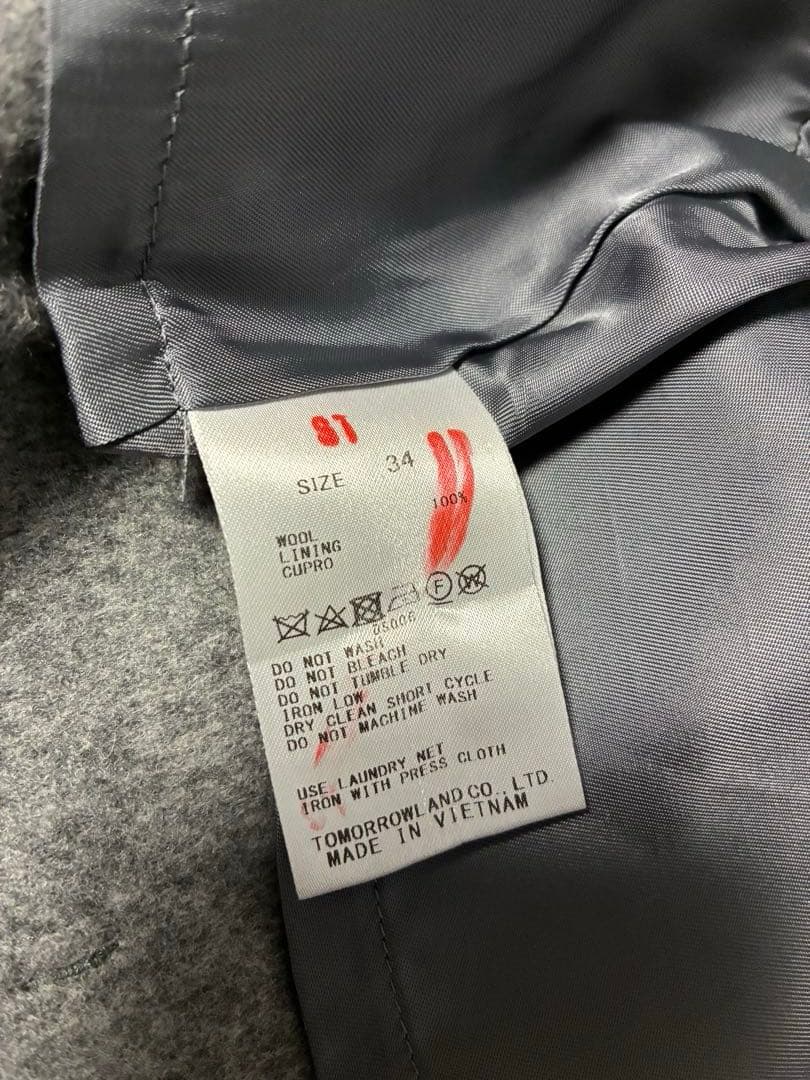 ST
SIZE 34
100%
WOOL
LINING
CUPRO
F W
05006
DO NOT WASH
DO NOT BLEACH
DO NOT TUMBLE DRY
IRON LOW
DRY CLEAN SHORT CYCLE
DO NOT MACHINE WASH
USE LAUNDRY NET
IRON WITH PRESS CLOTH
TOMORROWLAND CO., LTD.
MADE IN VIETNAM